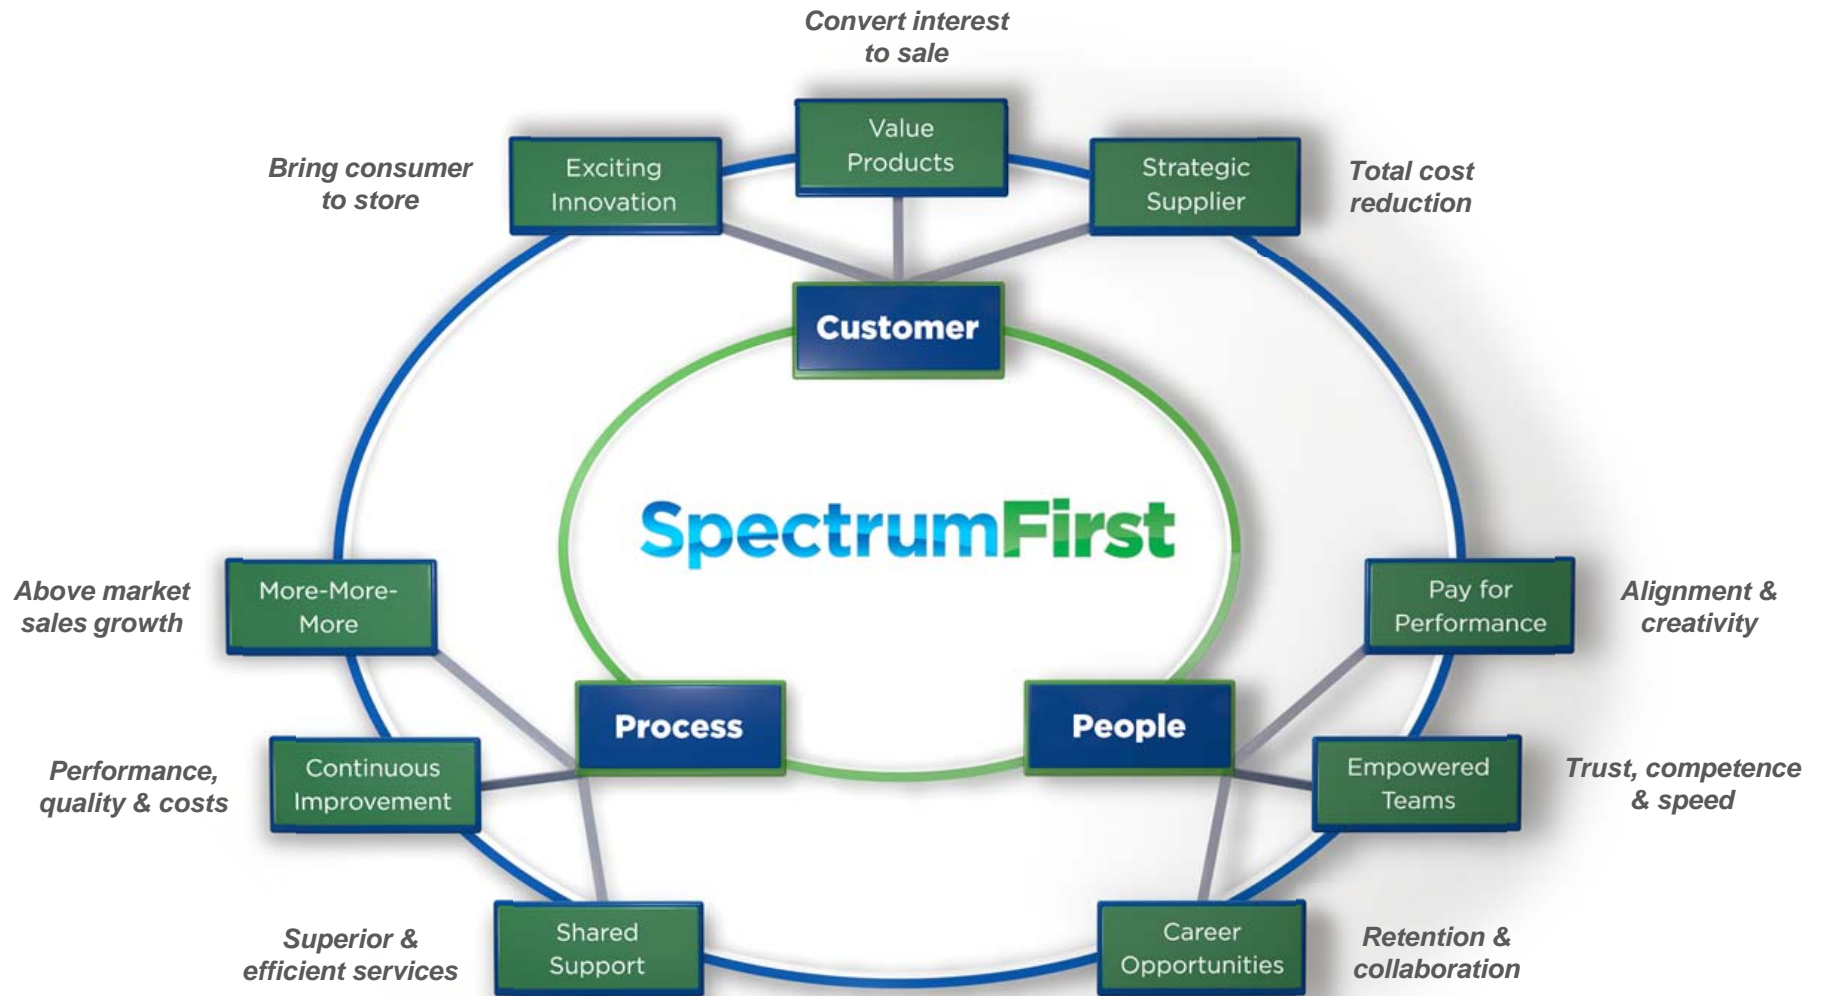 Convert interest
to sale
Bring consumer
to store
Exciting
Innovation
Value
Products
Strategic
Supplier
Total cost
reduction
Customer
SpectrumFirst
Above market
sales growth
More-More-
More
Pay for
Performance
Alignment &
creativity
Process
People
Performance,
quality & costs
Continuous
Improvement
Empowered
Teams
Trust, competence
& speed
Superior &
efficient services
Shared
Support
Career
Opportunities
Retention &
collaboration